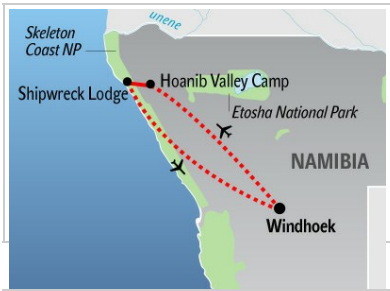 unene
Skeleton
Coast NP
Hoanib Valley Camp
Shipwreck Lodge
Etosha National Park
NAMIBIA
Windhoek